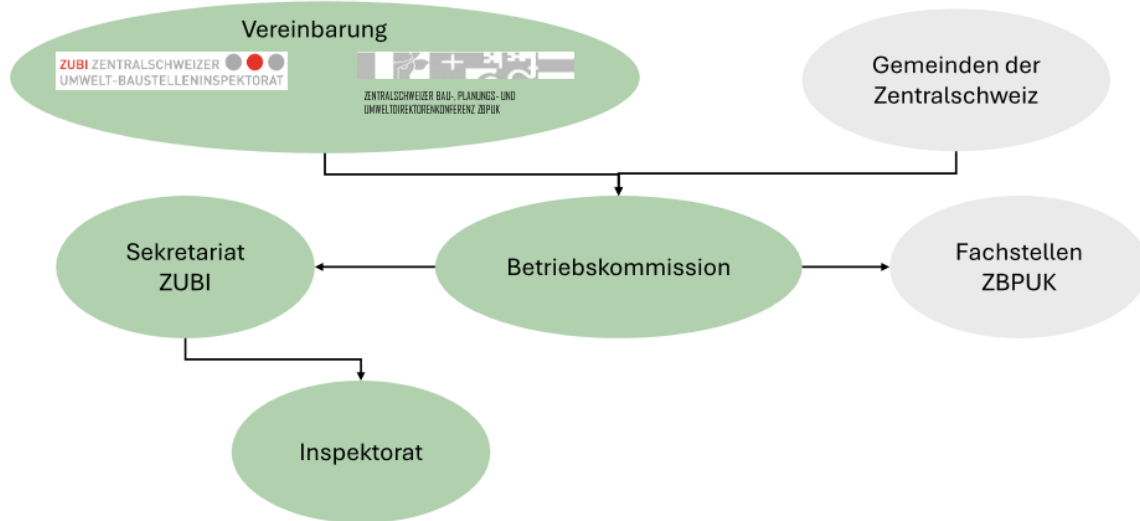 Vereinbarung
ZUBI ZENTRALSCHWEIZER
UMWELT-BAUSTELLENINSPEKTORAT
ZENTRALSCHWEIZER BAU-, PLANUNGS- UND
UMWELTDIREKTORENKONFERENZ ZBPUK
Gemeinden der
Zentralschweiz
Sekretariat
ZUBI
Betriebskommission
Fachstellen
ZBPUK
Inspektorat